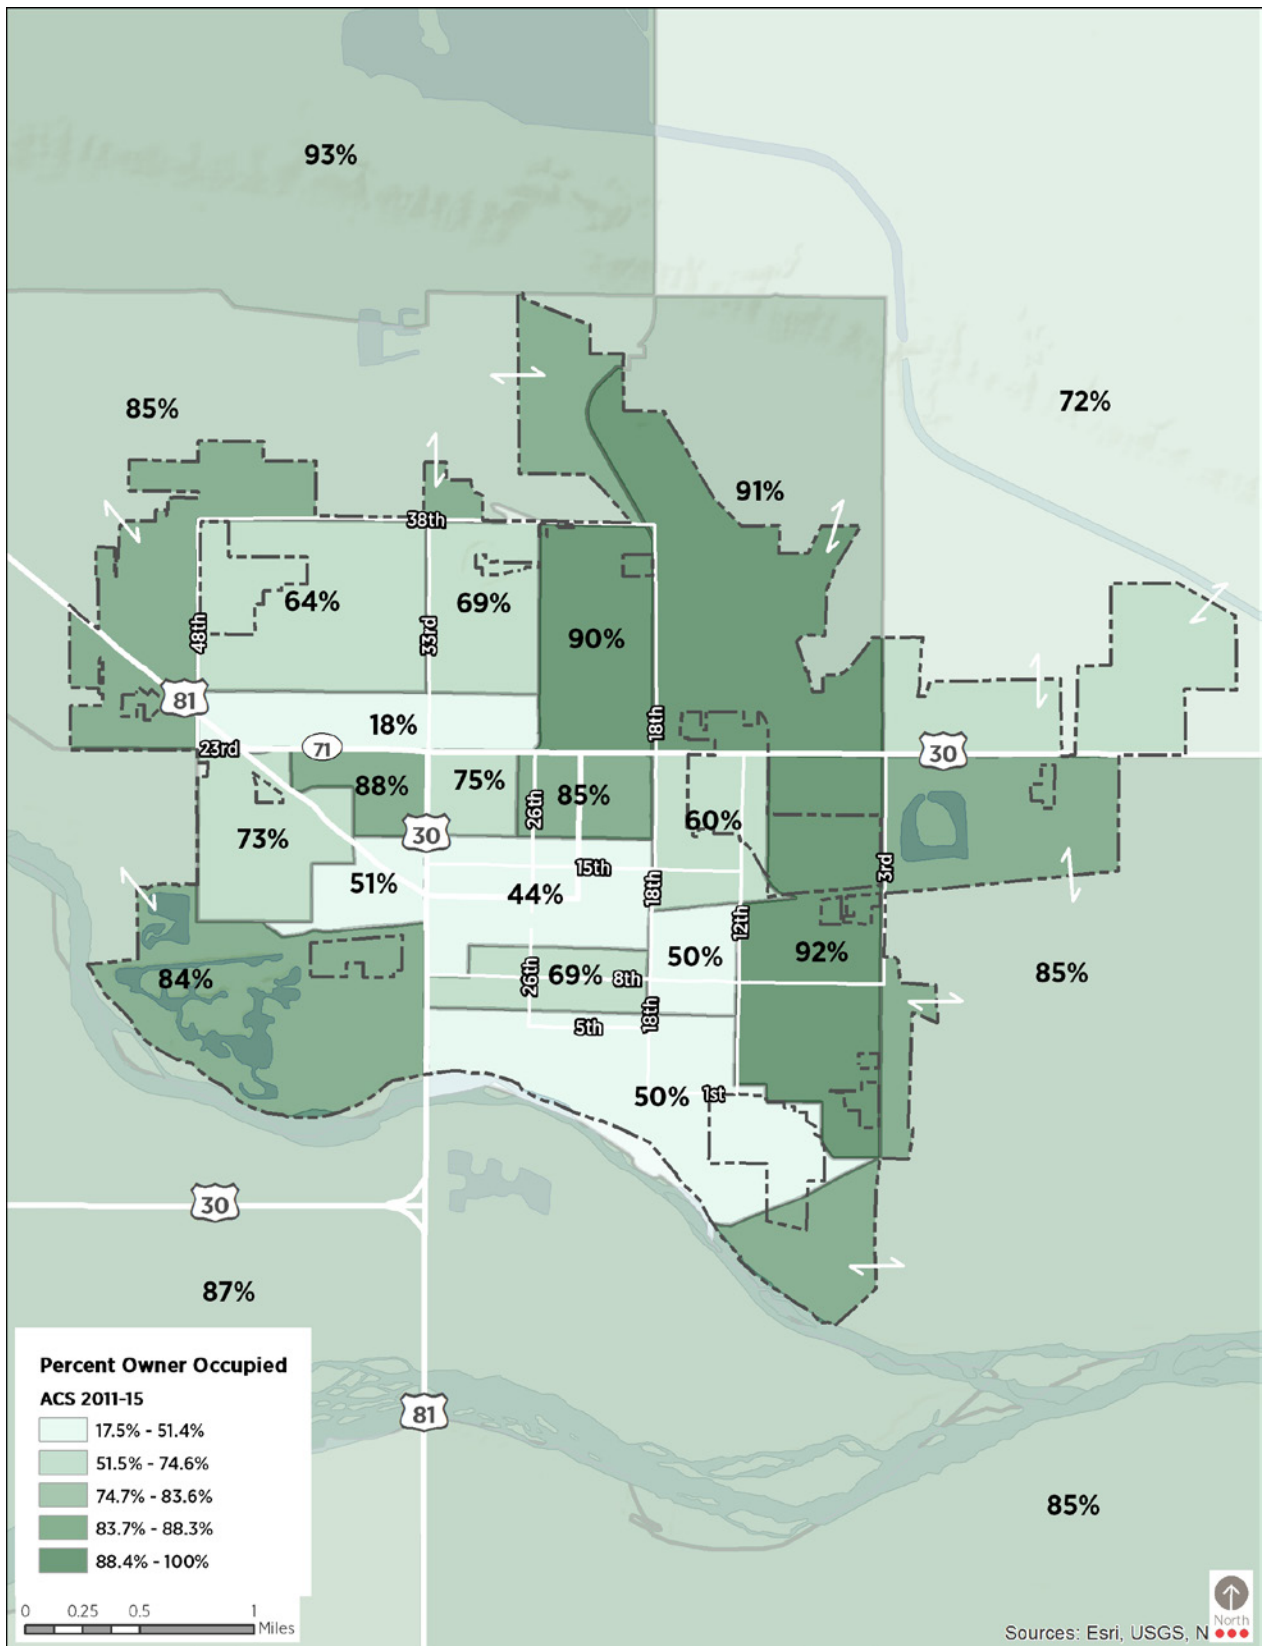 93%
85%
72%
91%
38th
64%
69%
48th
33rd
90%
81
18%
18th
23rd
71
30
88%
75%
26th
85%
60%
30
73%
15th
3rd
51%
44%
18th
12th
50%
92%
84%
26th
69%
8th
85%
18th
5th
50%
1st
30
87%
Percent Owner Occupied
ACS 2011-15
17.5% - 51.4%
51.5% - 74.6%
74.7% - 83.6%
83.7% - 88.3%
88.4% - 100%
81
85%
0 0.25 0.5 1
Miles
North
Sources: Esri, USGS, N